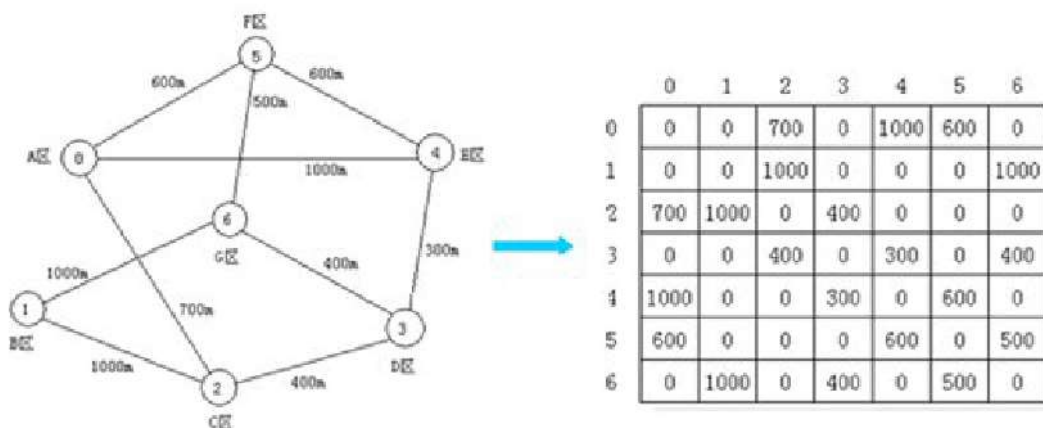 F区
5
600m
600m
500m
A区
0
4
E区
1000m
6
G区
1000m
400m
300m
1
B区
700m
3
D区
1000m
400m
2
C区
0 1 2 3 4 5 6
0 0 0 700 0 1000 600 0
1 0 0 1000 0 0 0 1000
2 700 1000 0 400 0 0 0
3 0 0 400 0 300 0 400
4 1000 0 0 300 0 600 0
5 600 0 0 0 600 0 500
6 0 1000 0 400 0 500 0